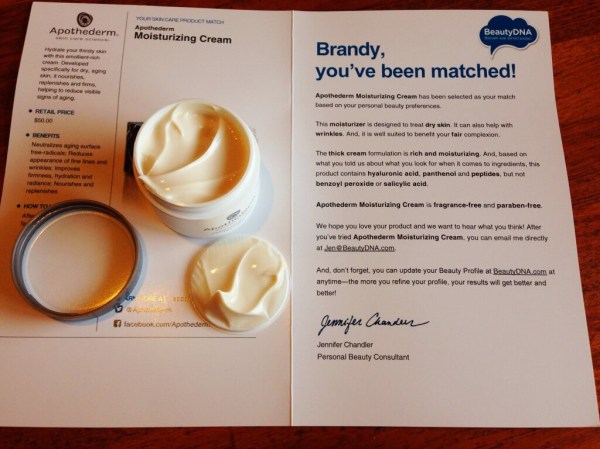 Apothederm.
skin care science.
Hydrate your thirsty skin
with this emollient-rich
cream. Developed
specifically for dry, aging
skin, it nourishes,
replenishes and firms,
helping to reduce visible
signs of aging.
RETAIL PRICE
$50.00
BENEFITS
Neutralizes aging surface
free-radicals; Reduces
appearance of fine lines and
wrinkles; improves
firmness, hydration and
radiance; Nourishes and
replenishes.
HOW TO
After
YOUR SKIN CARE PRODUCT MATCH
Apothederm
Moisturizing Cream
Apothederm
facebook.com/Apothederm
BeautyDNA
Brandy,
you've been matched!
Apothederm Moisturizing Cream has been selected as your match
based on your personal beauty preferences.
This moisturizer is designed to treat dry skin. It can also help with
wrinkles. And, it is well suited to benefit your fair complexion.
The thick cream formulation is rich and moisturizing. And, based on
what you told us about what you look for when it comes to ingredients, this
product contains hyaluronic acid, panthenol and peptides, but not
benzoyl peroxide or salicylic acid.
Apothederm Moisturizing Cream is fragrance-free and paraben-free.
We hope you love your product and we want to hear what you think! After
you've tried Apothederm Moisturizing Cream, you can email me directly
at Jen@BeautyDNA.com.
And, don't forget, you can update your Beauty Profile at BeautyDNA.com at
anytime—the more you refine your profile, your results will get better and
better!
Jennifer Chandler
Jennifer Chandler
Personal Beauty Consultant